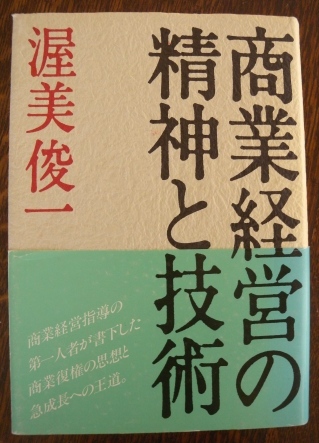 商業経営の
精神と技術
渥美俊一
商業経営指導の
第一人者が書下した
商業復権の思想と
急成長への王道。